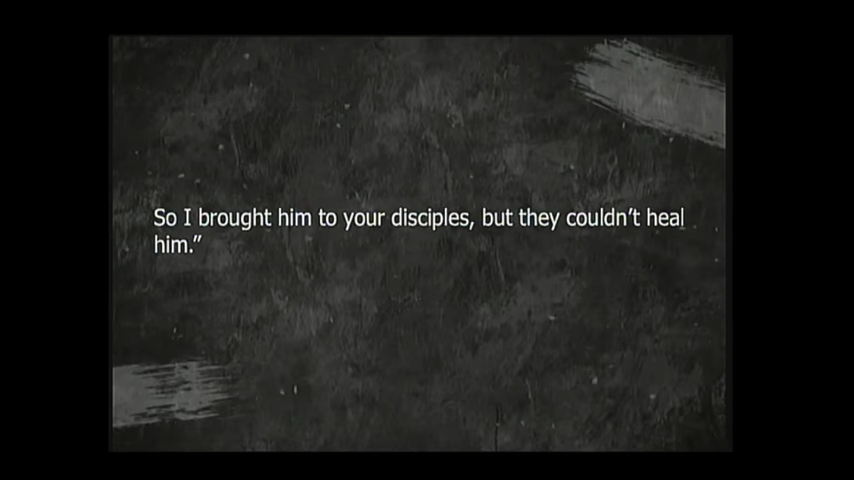 So I brought him to your disciples, but they couldn’t heal
him.”